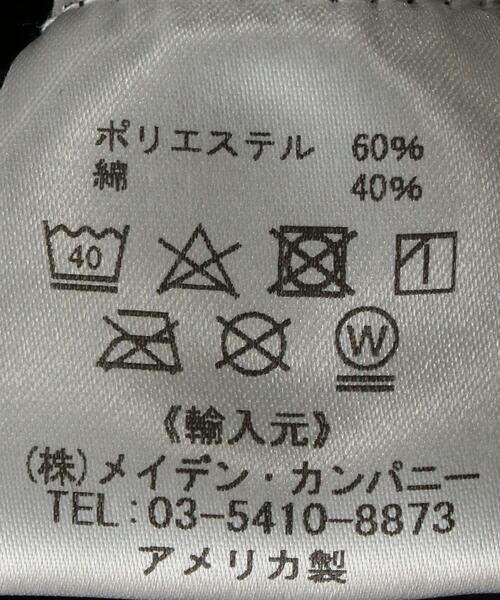 ポリエステル 60%
綿 40%
40
W
《輸入元》
(株)メイデン・カンパニー
TEL:03-5410-8873
アメリカ製